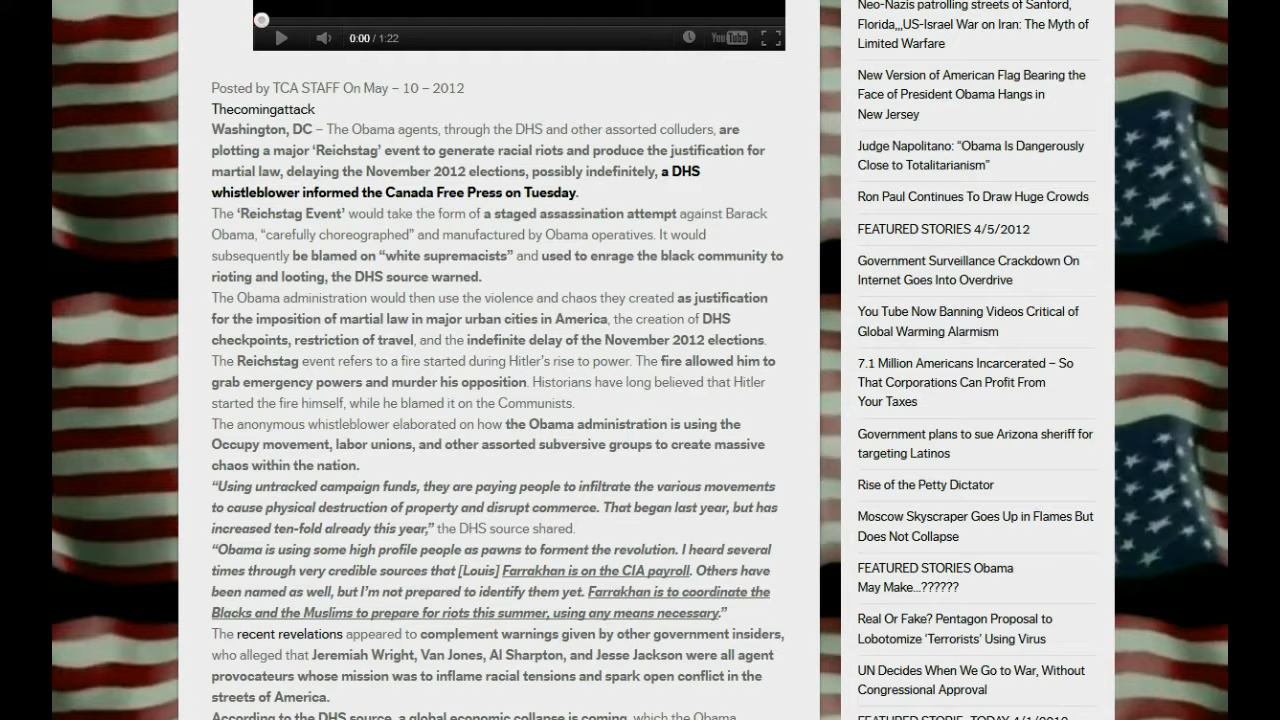 0:00 / 1:22
YouTube
Posted by TCA STAFF On May – 10 – 2012
Thecomingattack
Washington, DC – The Obama agents, through the DHS and other assorted colluders, are
plotting a major ‘Reichstag’ event to generate racial riots and produce the justification for
martial law, delaying the November 2012 elections, possibly indefinitely, a DHS
whistleblower informed the Canada Free Press on Tuesday.
The ‘Reichstag Event’ would take the form of a staged assassination attempt against Barack
Obama, “carefully choreographed” and manufactured by Obama operatives. It would
subsequently be blamed on “white supremacists” and used to enrage the black community to
rioting and looting, the DHS source warned.
The Obama administration would then use the violence and chaos they created as justification
for the imposition of martial law in major urban cities in America, the creation of DHS
checkpoints, restriction of travel, and the indefinite delay of the November 2012 elections.
The Reichstag event refers to a fire started during Hitler’s rise to power. The fire allowed him to
grab emergency powers and murder his opposition. Historians have long believed that Hitler
started the fire himself, while he blamed it on the Communists.
The anonymous whistleblower elaborated on how the Obama administration is using the
Occupy movement, labor unions, and other assorted subversive groups to create massive
chaos within the nation.
“Using untracked campaign funds, they are paying people to infiltrate the various movements
to cause physical destruction of property and disrupt commerce. That began last year, but has
increased ten-fold already this year,” the DHS source shared.
“Obama is using some high profile people as pawns to forment the revolution. I heard several
times through very credible sources that [Louis] Farrakhan is on the CIA payroll. Others have
been named as well, but I’m not prepared to identify them yet. Farrakhan is to coordinate the
Blacks and the Muslims to prepare for riots this summer, using any means necessary.”
The recent revelations appeared to complement warnings given by other government insiders,
who alleged that Jeremiah Wright, Van Jones, Al Sharpton, and Jesse Jackson were all agent
provocateurs whose mission was to inflame racial tensions and spark open conflict in the
streets of America.
According to the DHS source, a global economic collapse is coming, which the Obama
Neo-Nazis patrolling streets of Sanford,
Florida,,,US-Israel War on Iran: The Myth of
Limited Warfare
New Version of American Flag Bearing the
Face of President Obama Hangs in
New Jersey
Judge Napolitano: “Obama Is Dangerously
Close to Totalitarianism”
Ron Paul Continues To Draw Huge Crowds
FEATURED STORIES 4/5/2012
Government Surveillance Crackdown On
Internet Goes Into Overdrive
You Tube Now Banning Videos Critical of
Global Warming Alarmism
7.1 Million Americans Incarcerated – So
That Corporations Can Profit From
Your Taxes
Government plans to sue Arizona sheriff for
targeting Latinos
Rise of the Petty Dictator
Moscow Skyscraper Goes Up in Flames But
Does Not Collapse
FEATURED STORIES Obama
May Make..??????
Real Or Fake? Pentagon Proposal to
Lobotomize ‘Terrorists’ Using Virus
UN Decides When We Go to War, Without
Congressional Approval
FEATURED STORIE TODAY 4/1/2012